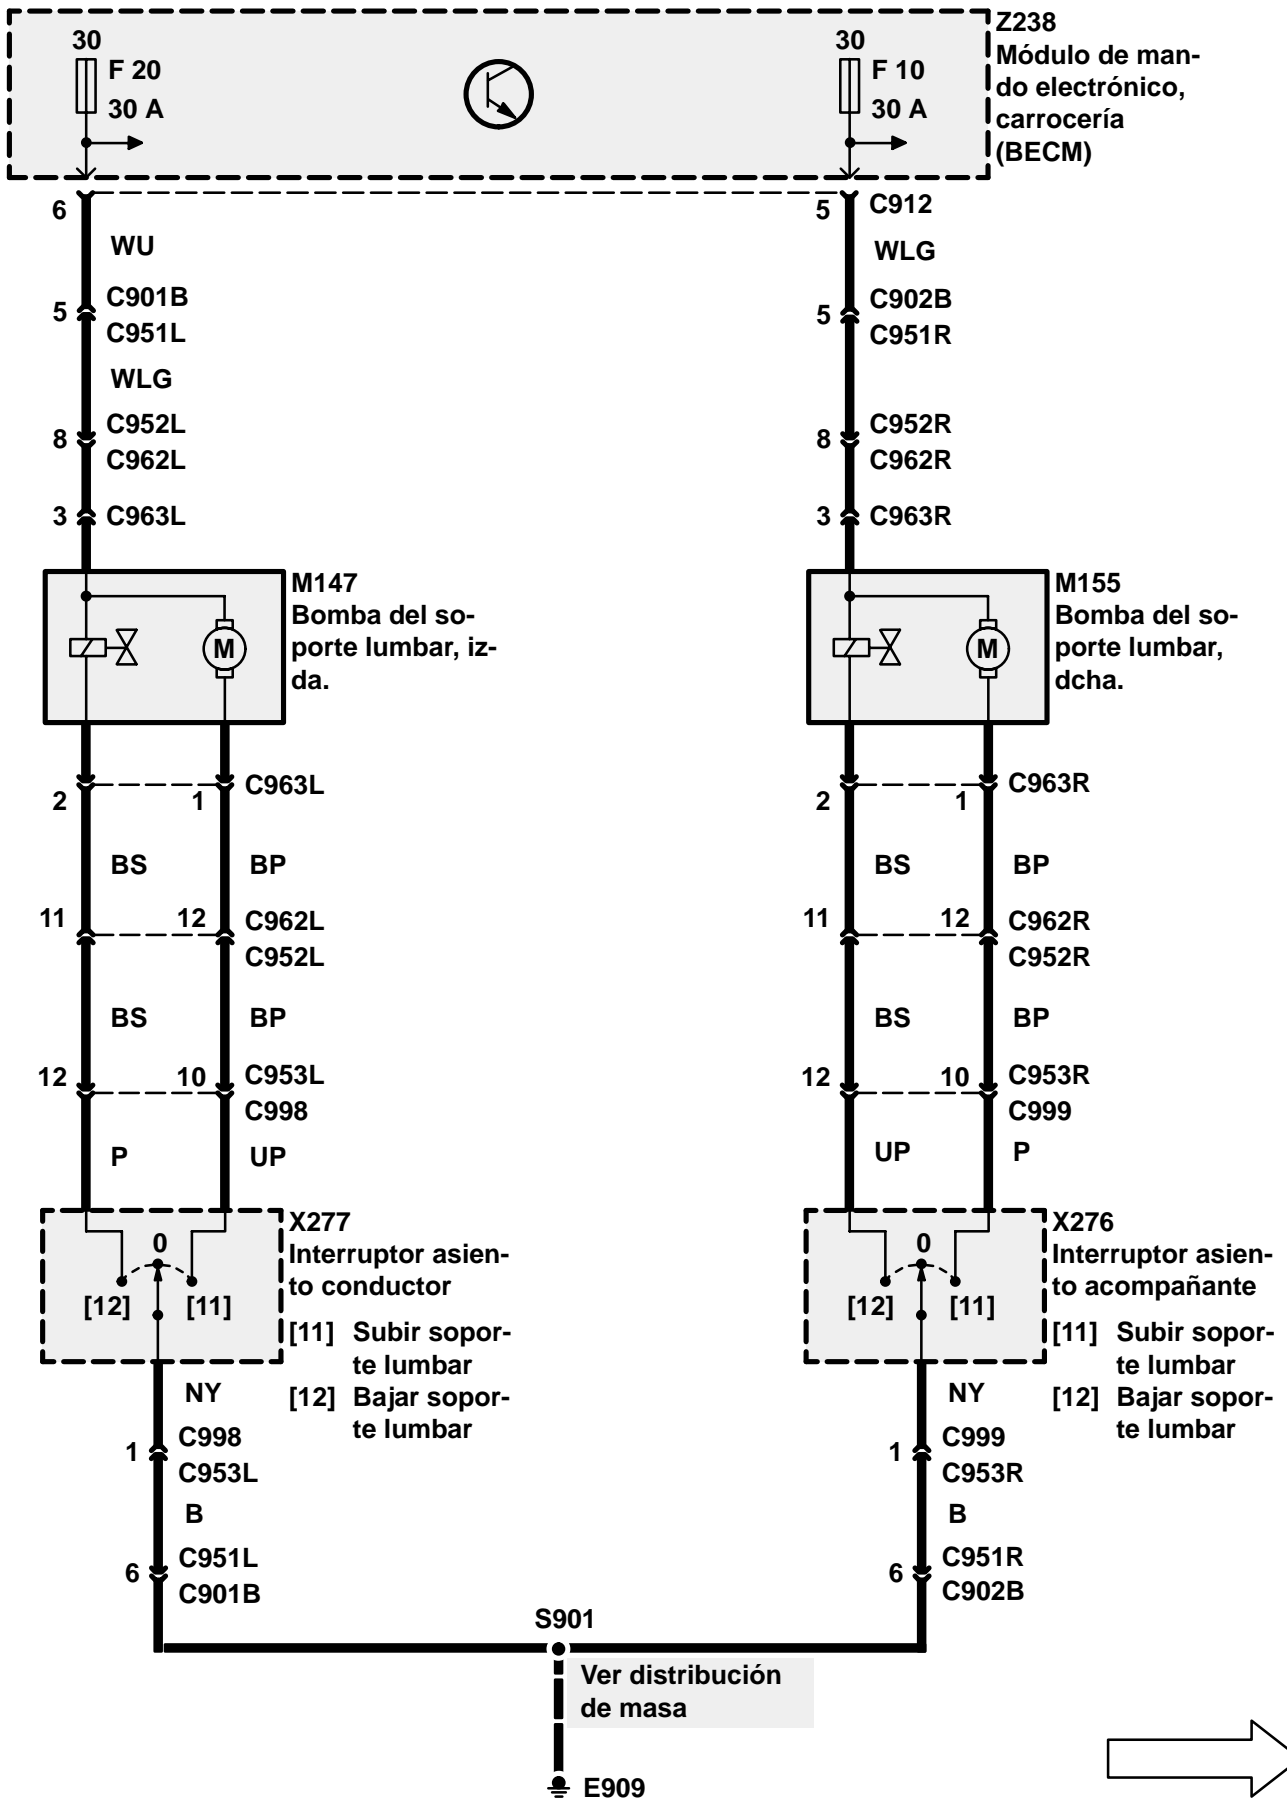 30
F 20
30 A
30
F 10
30 A
Z238
Módulo de man-
do electrónico,
carrocería
(BECM)
6
5
C912
WU
WLG
5
C901B
C951L
5
C902B
C951R
WLG
8
C952L
C962L
8
C952R
C962R
3
C963L
3
C963R
M147
Bomba del so-
porte lumbar, iz-
da.
M
M155
Bomba del so-
porte lumbar,
dcha.
M
2
1
C963L
2
1
C963R
BS
BP
BS
BP
11
12
C962L
C952L
11
12
C962R
C952R
BS
BP
BS
BP
12
10
C953L
C998
12
10
C953R
C999
P
UP
UP
P
0
[12]
[11]
X277
Interruptor asien-
to conductor
[11] Subir sopor-
te lumbar
[12] Bajar sopor-
te lumbar
0
[12]
[11]
X276
Interruptor asien-
to acompañante
[11] Subir sopor-
te lumbar
[12] Bajar sopor-
te lumbar
NY
NY
1
C998
C953L
1
C999
C953R
B
B
6
C951L
C901B
6
C951R
C902B
S901
Ver distribución
de masa
E909